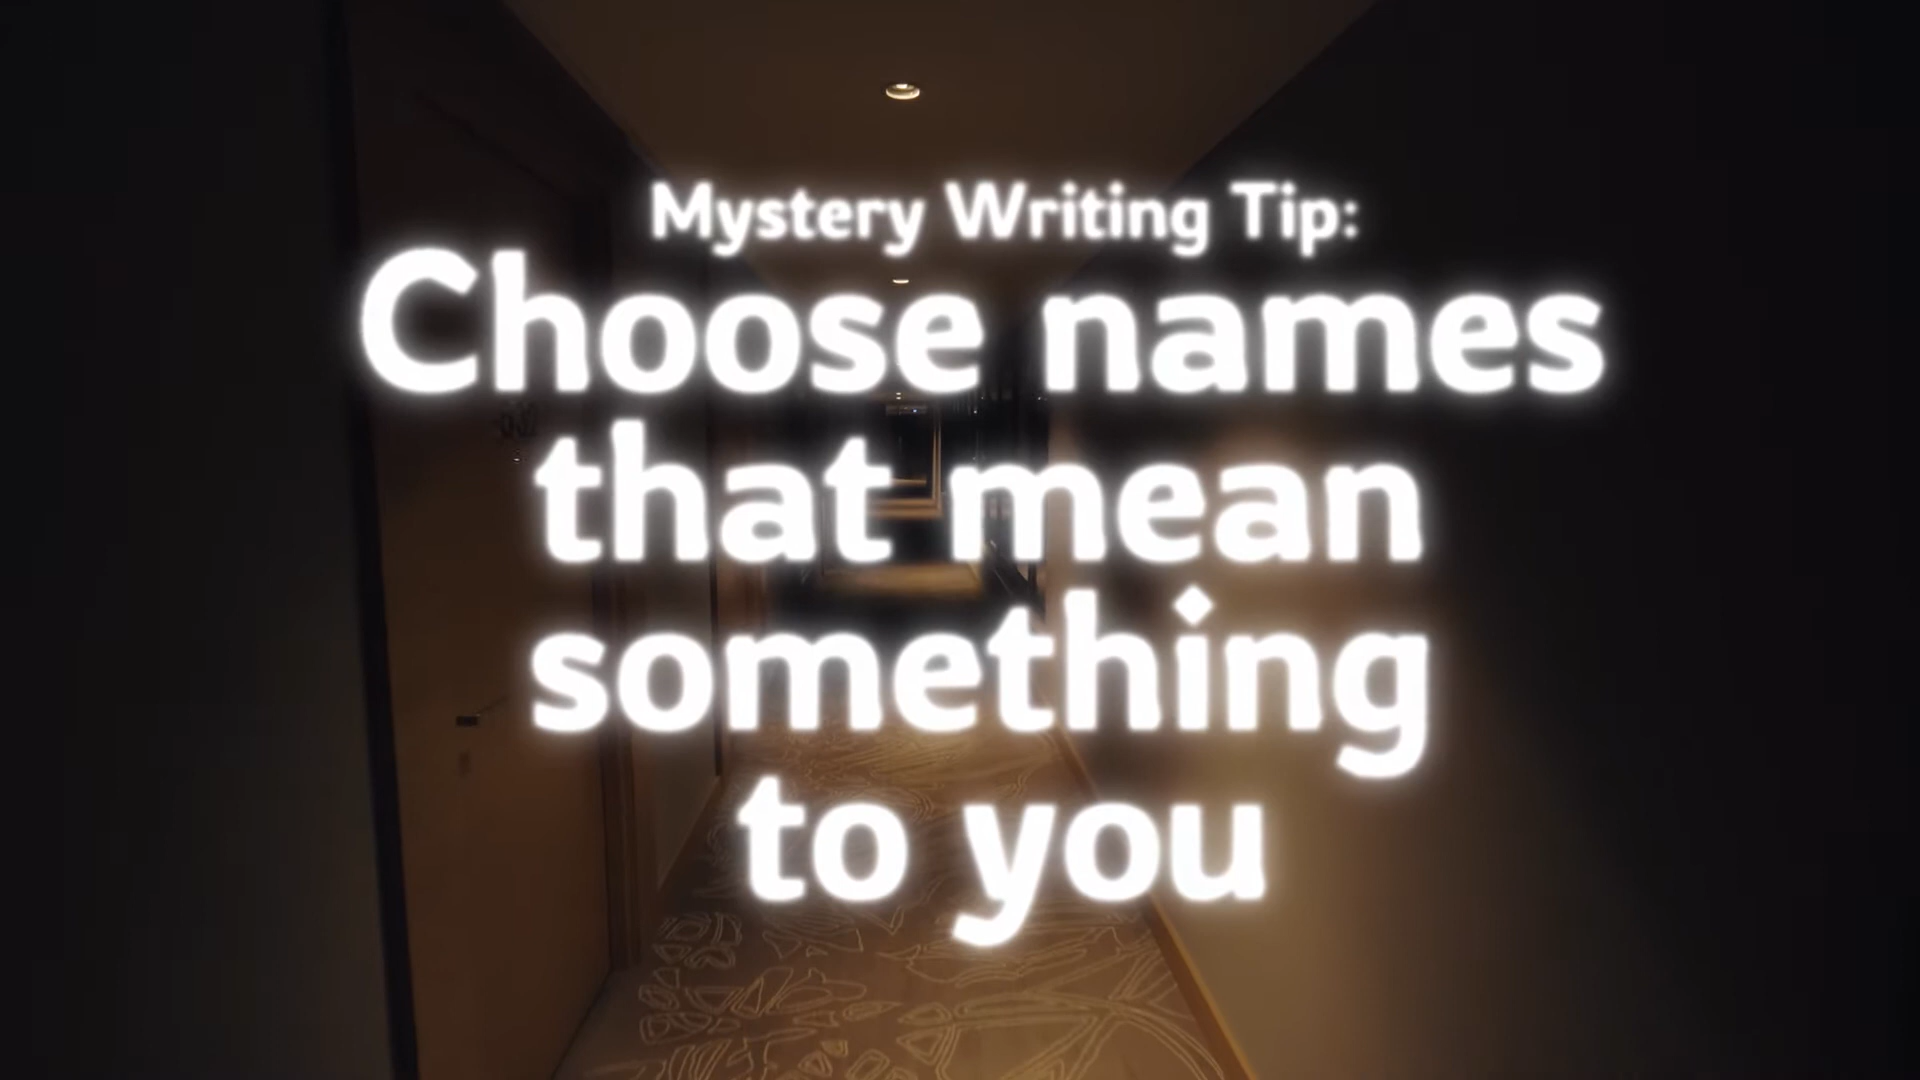 Mystery Writing Tip:
Choose names
that mean
something
to you